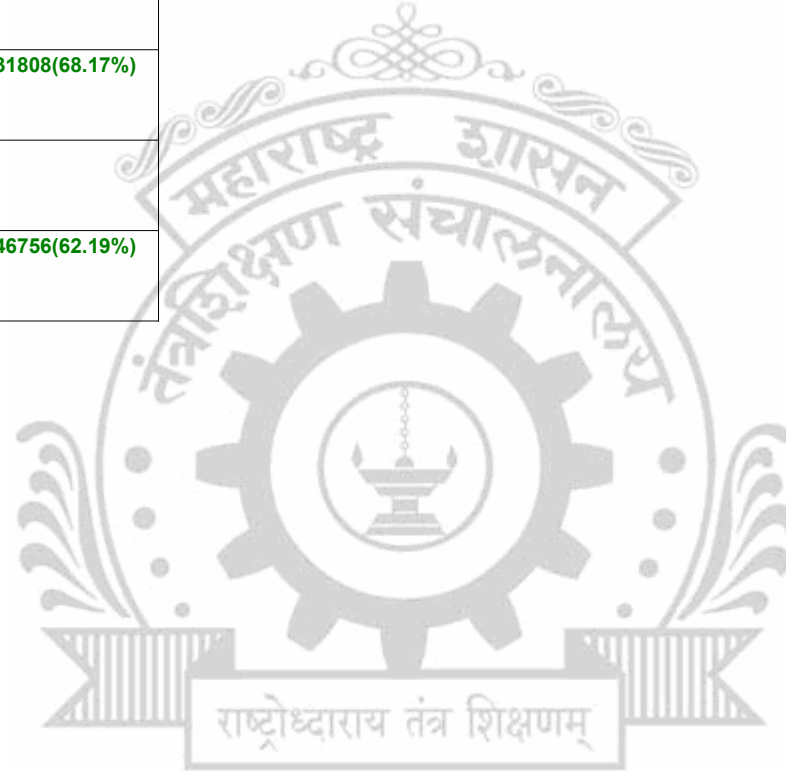 31808(68.17%)
46756(62.19%)
महाराष्ट्र शासन
तंत्रशिक्षण संचालनालय
राष्ट्रोध्दाराय तंत्र शिक्षणम्